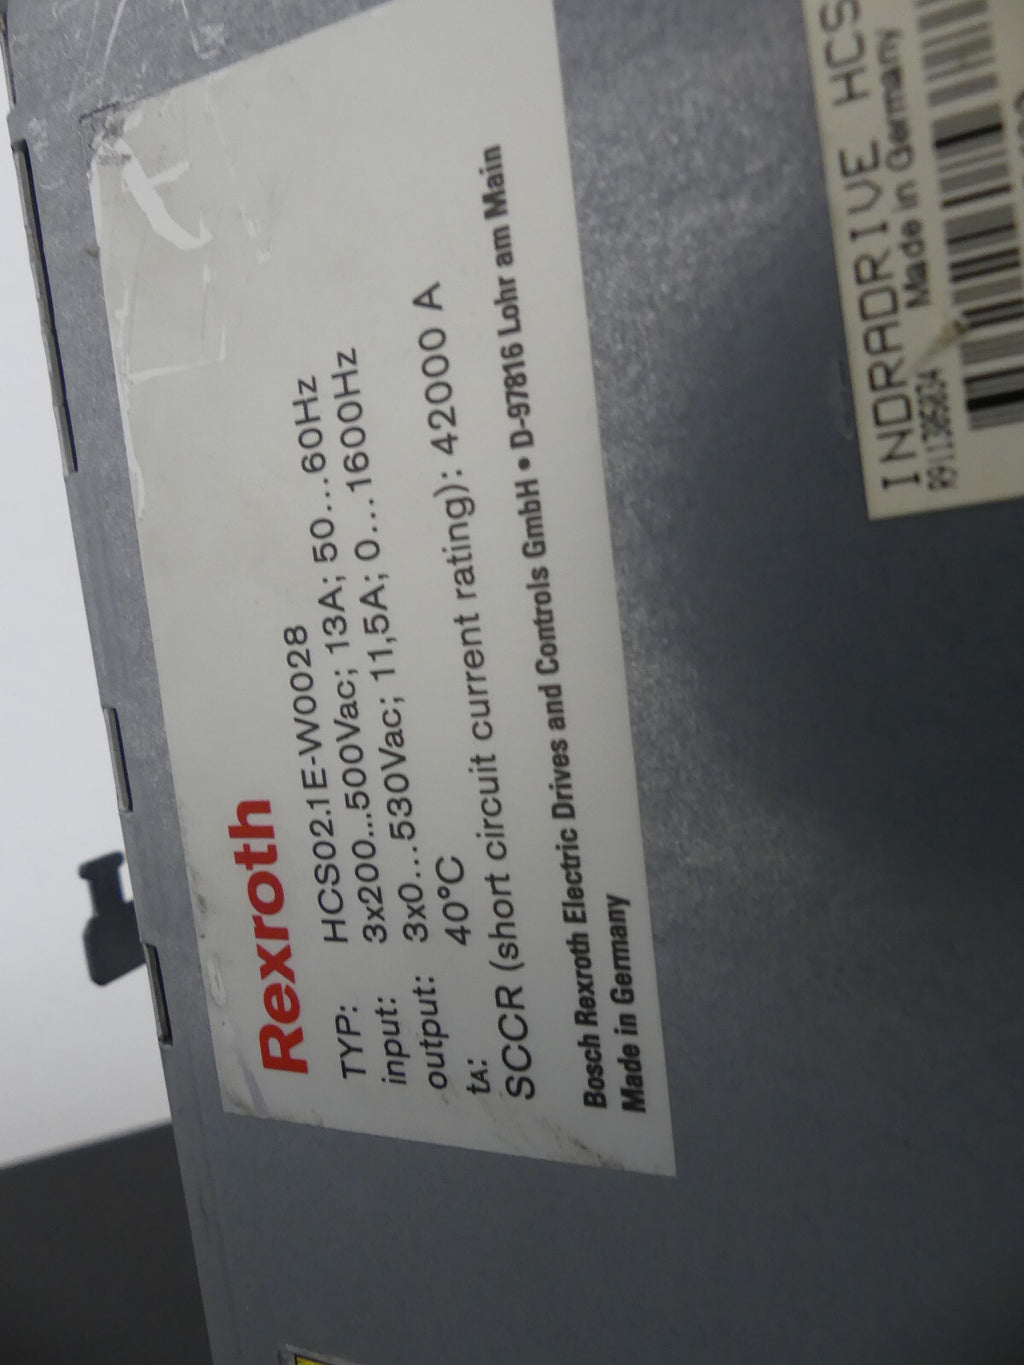 Rexroth
TYP: HCS02.1E-W0028
input: 3x200...500Vac; 13A; 50...60Hz
output: 3x0...530Vac; 11,5A; 0...1600Hz
tA: 40°C
SCCR (short circuit current rating): 42000 A
Bosch Rexroth Electric Drives and Controls GmbH • D-97816 Lohr am Main
Made in Germany
INDRADRIVE HCS
Made in Germany